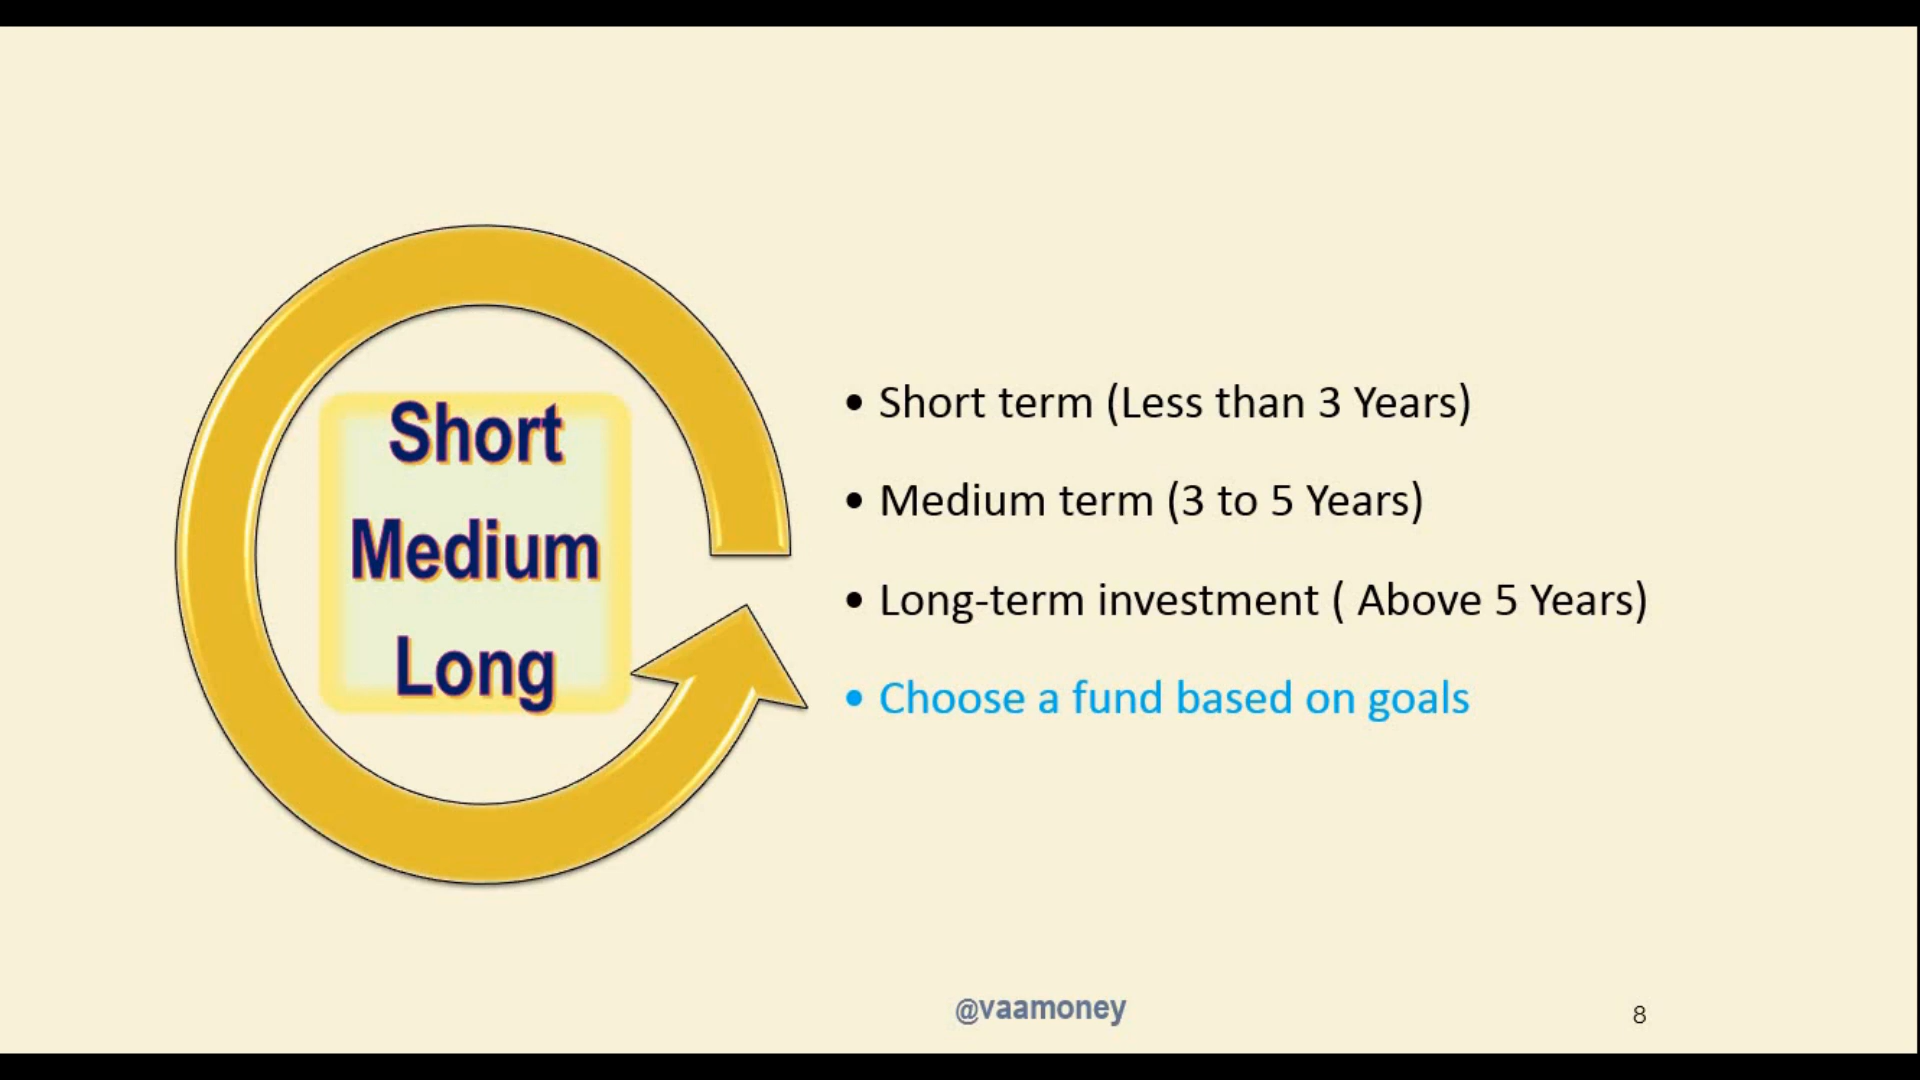 Short
Medium
Long
• Short term (Less than 3 Years)
• Medium term (3 to 5 Years)
• Long-term investment ( Above 5 Years)
• Choose a fund based on goals
@vaamoney
8